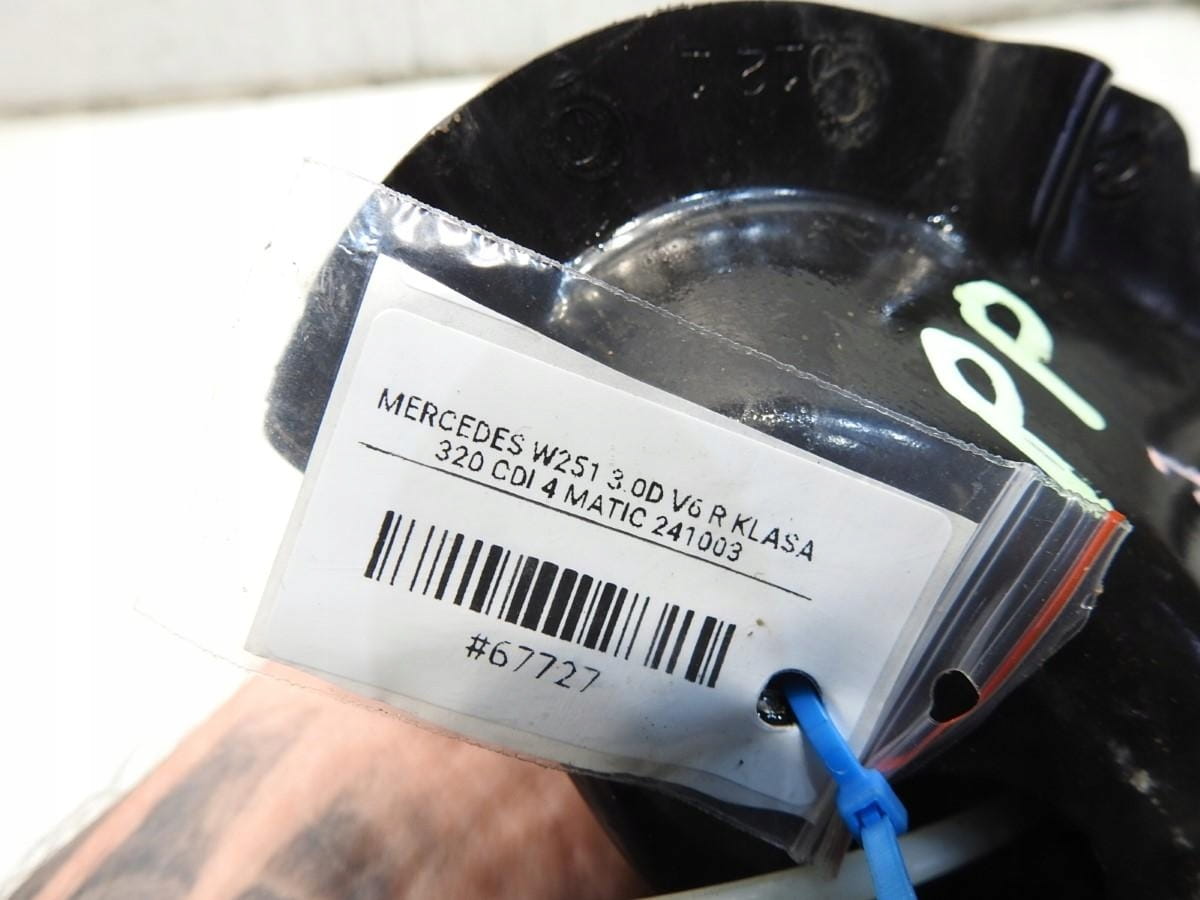 PP
MERCEDES W251 3.0D V6 R KLASA
320 CDI 4 MATIC 241003
#67727